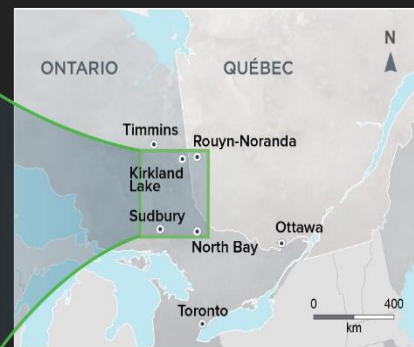 N
ONTARIO
QUÉBEC
Timmins
Rouyn-Noranda
Kirkland
Lake
Sudbury
North Bay
Ottawa
Toronto
0 400
km